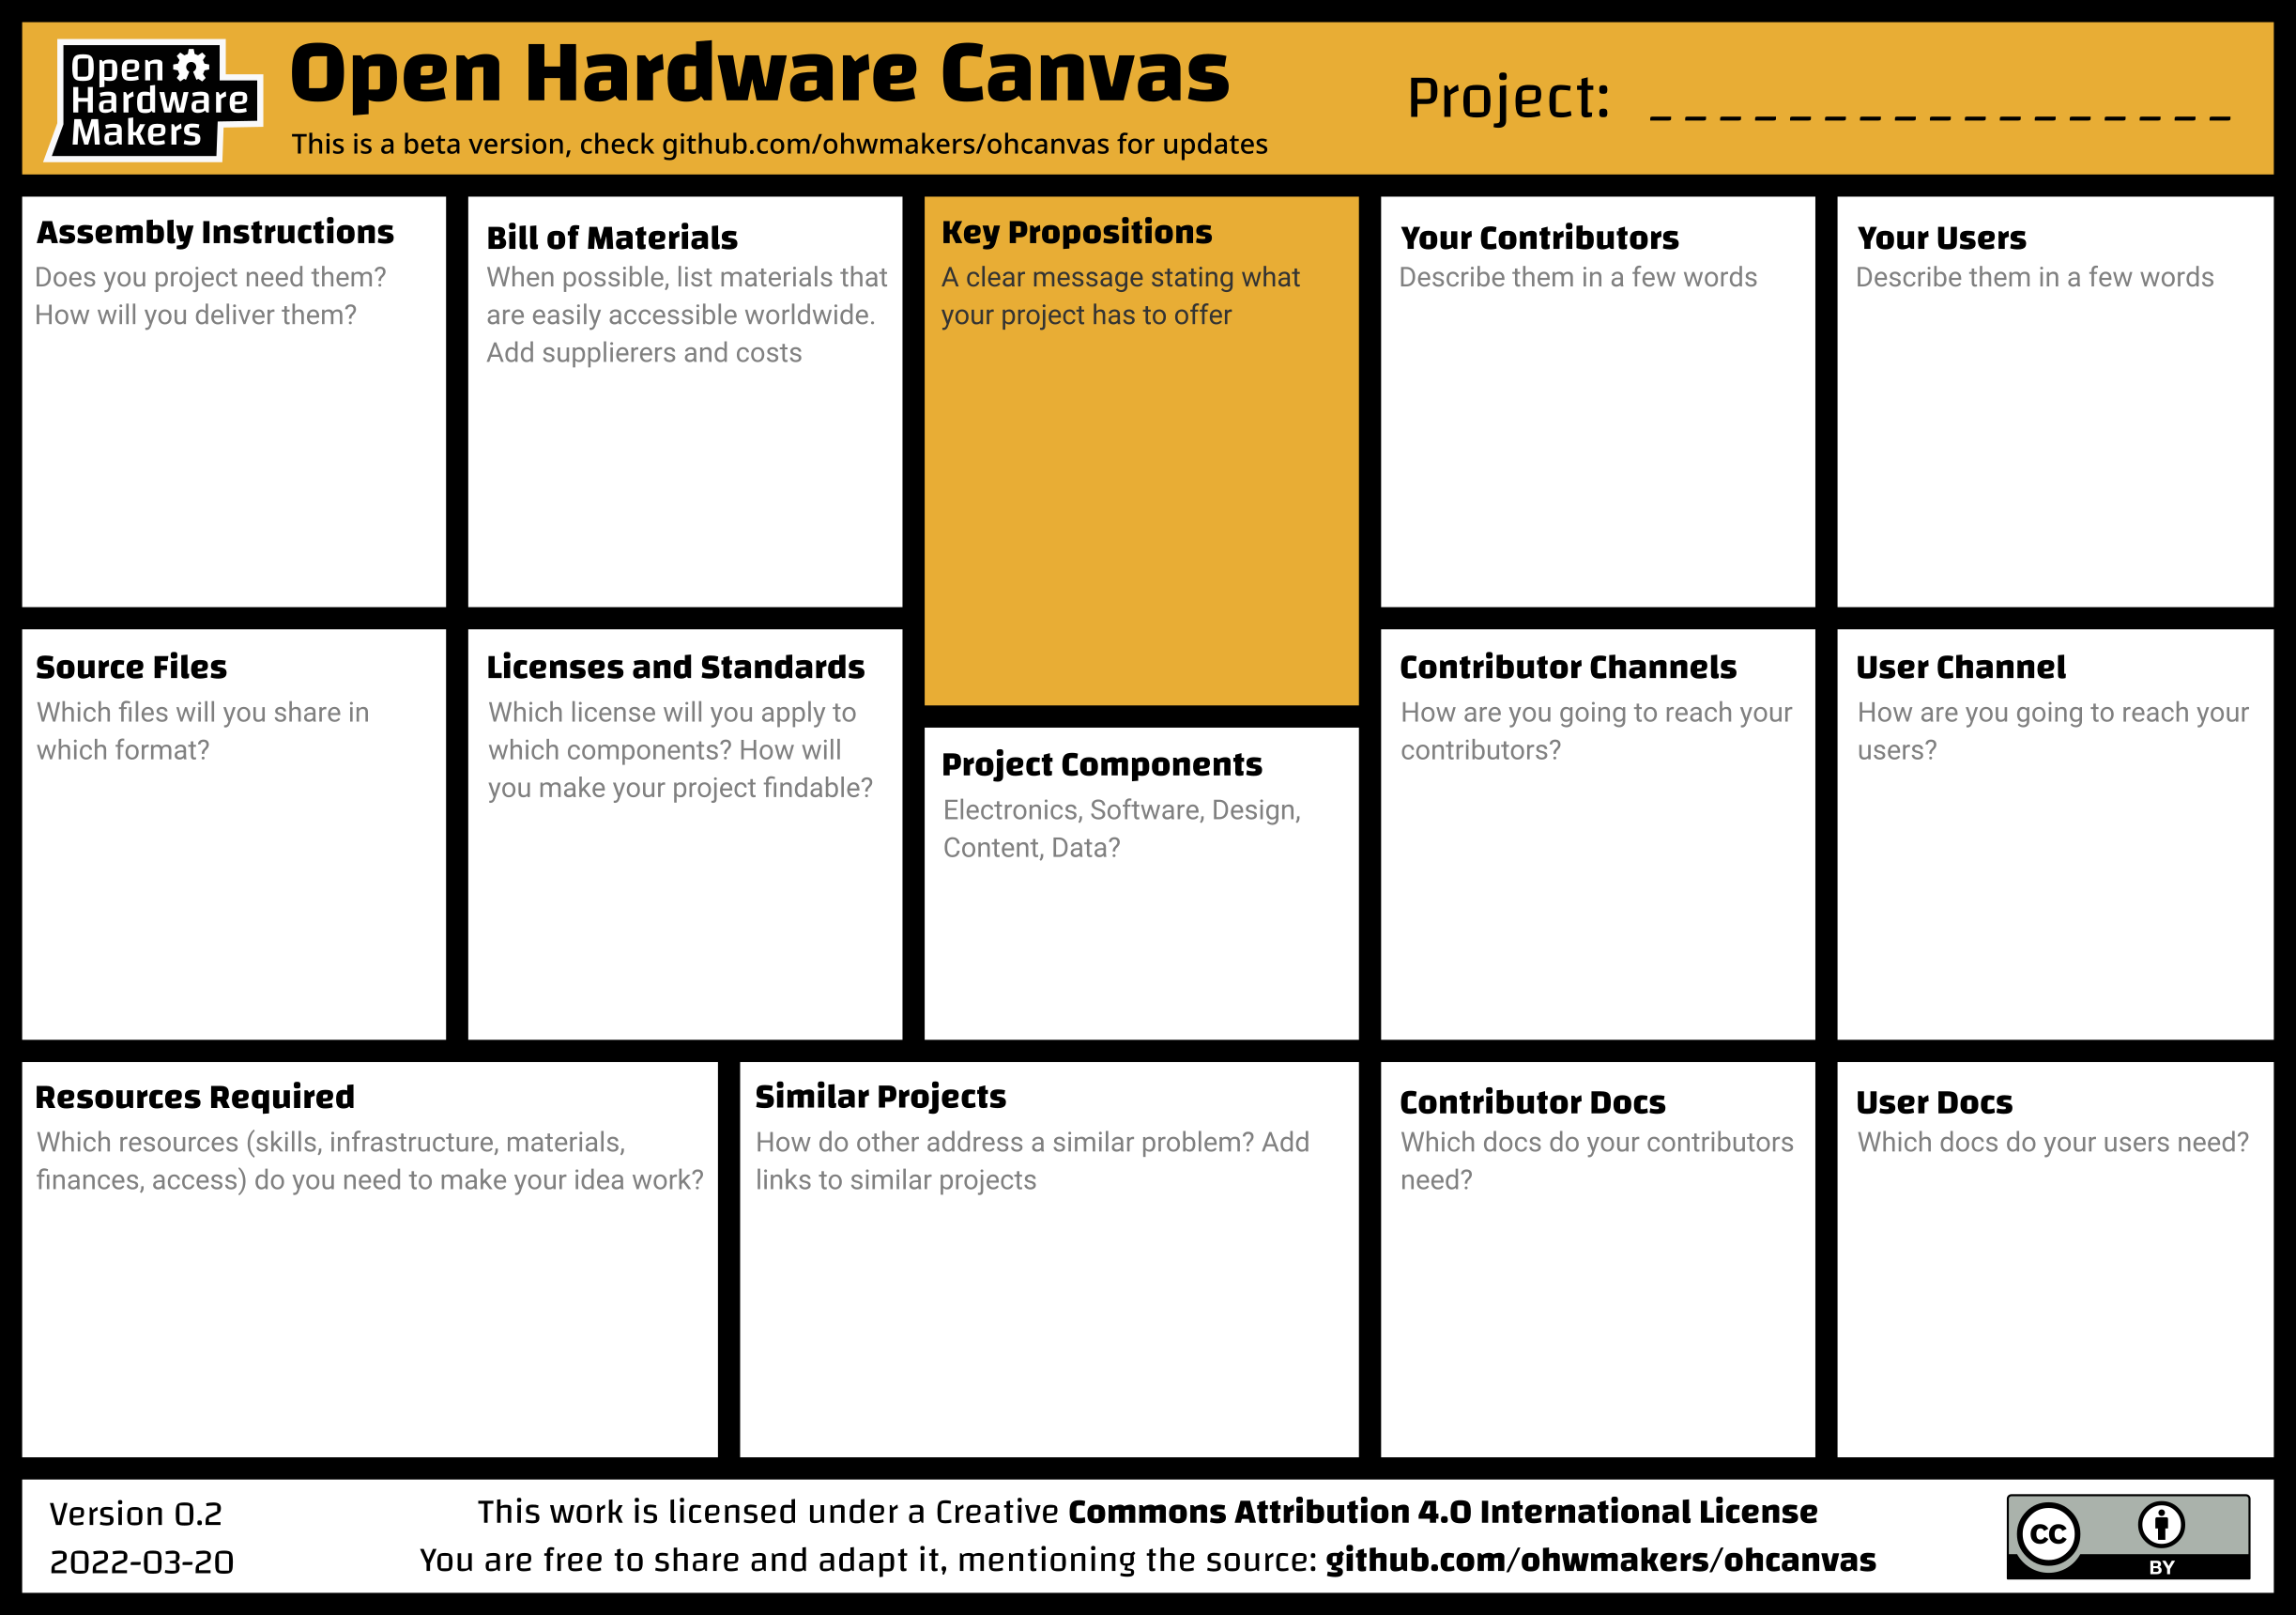 Open
Hardware
Makers
Open Hardware Canvas
This is a beta version, check github.com/ohwmakers/ohcanvas for updates
Project: _ _ _ _ _ _ _ _ _ _ _ _ _ _ _ _ _
Assembly Instructions
Does you project need them?
How will you deliver them?
Bill of Materials
When possible, list materials that
are easily accessible worldwide.
Add supplierers and costs
Key Propositions
A clear message stating what
your project has to offer
Your Contributors
Describe them in a few words
Your Users
Describe them in a few words
Source Files
Which files will you share in
which format?
Licenses and Standards
Which license will you apply to
which components? How will
you make your project findable?
Project Components
Electronics, Software, Design,
Content, Data?
Contributor Channels
How are you going to reach your
contributors?
User Channel
How are you going to reach your
users?
Resources Required
Which resources (skills, infrastructure, materials,
finances, access) do you need to make your idea work?
Similar Projects
How do other address a similar problem? Add
links to similar projects
Contributor Docs
Which docs do your contributors
need?
User Docs
Which docs do your users need?
Version 0.2
2022-03-20
This work is licensed under a Creative Commons Attribution 4.0 International License
You are free to share and adapt it, mentioning the source: github.com/ohwmakers/ohcanvas
CC
BY